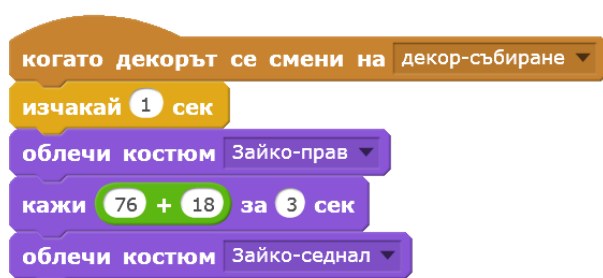 когато декорът се смени на декор-събиране
изчакай 1 сек
облечи костюм Зайко-прав
кажи 76 + 18 за 3 сек
облечи костюм Зайко-седнал